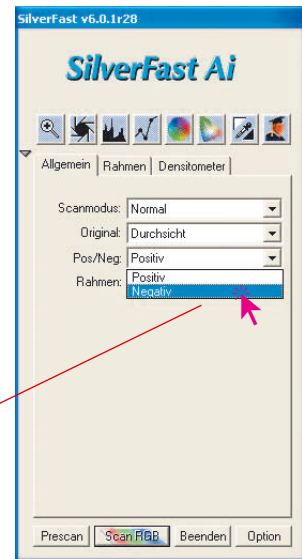 SilverFast v6.0.1r28
SilverFast Ai
Allgemein Rahmen Densitometer
Scanmodus: Normal
Original: Durchsicht
Pos/Neg: Positiv
Rahmen: Positiv
Negativ
Prescan Scan RGB Beenden Option